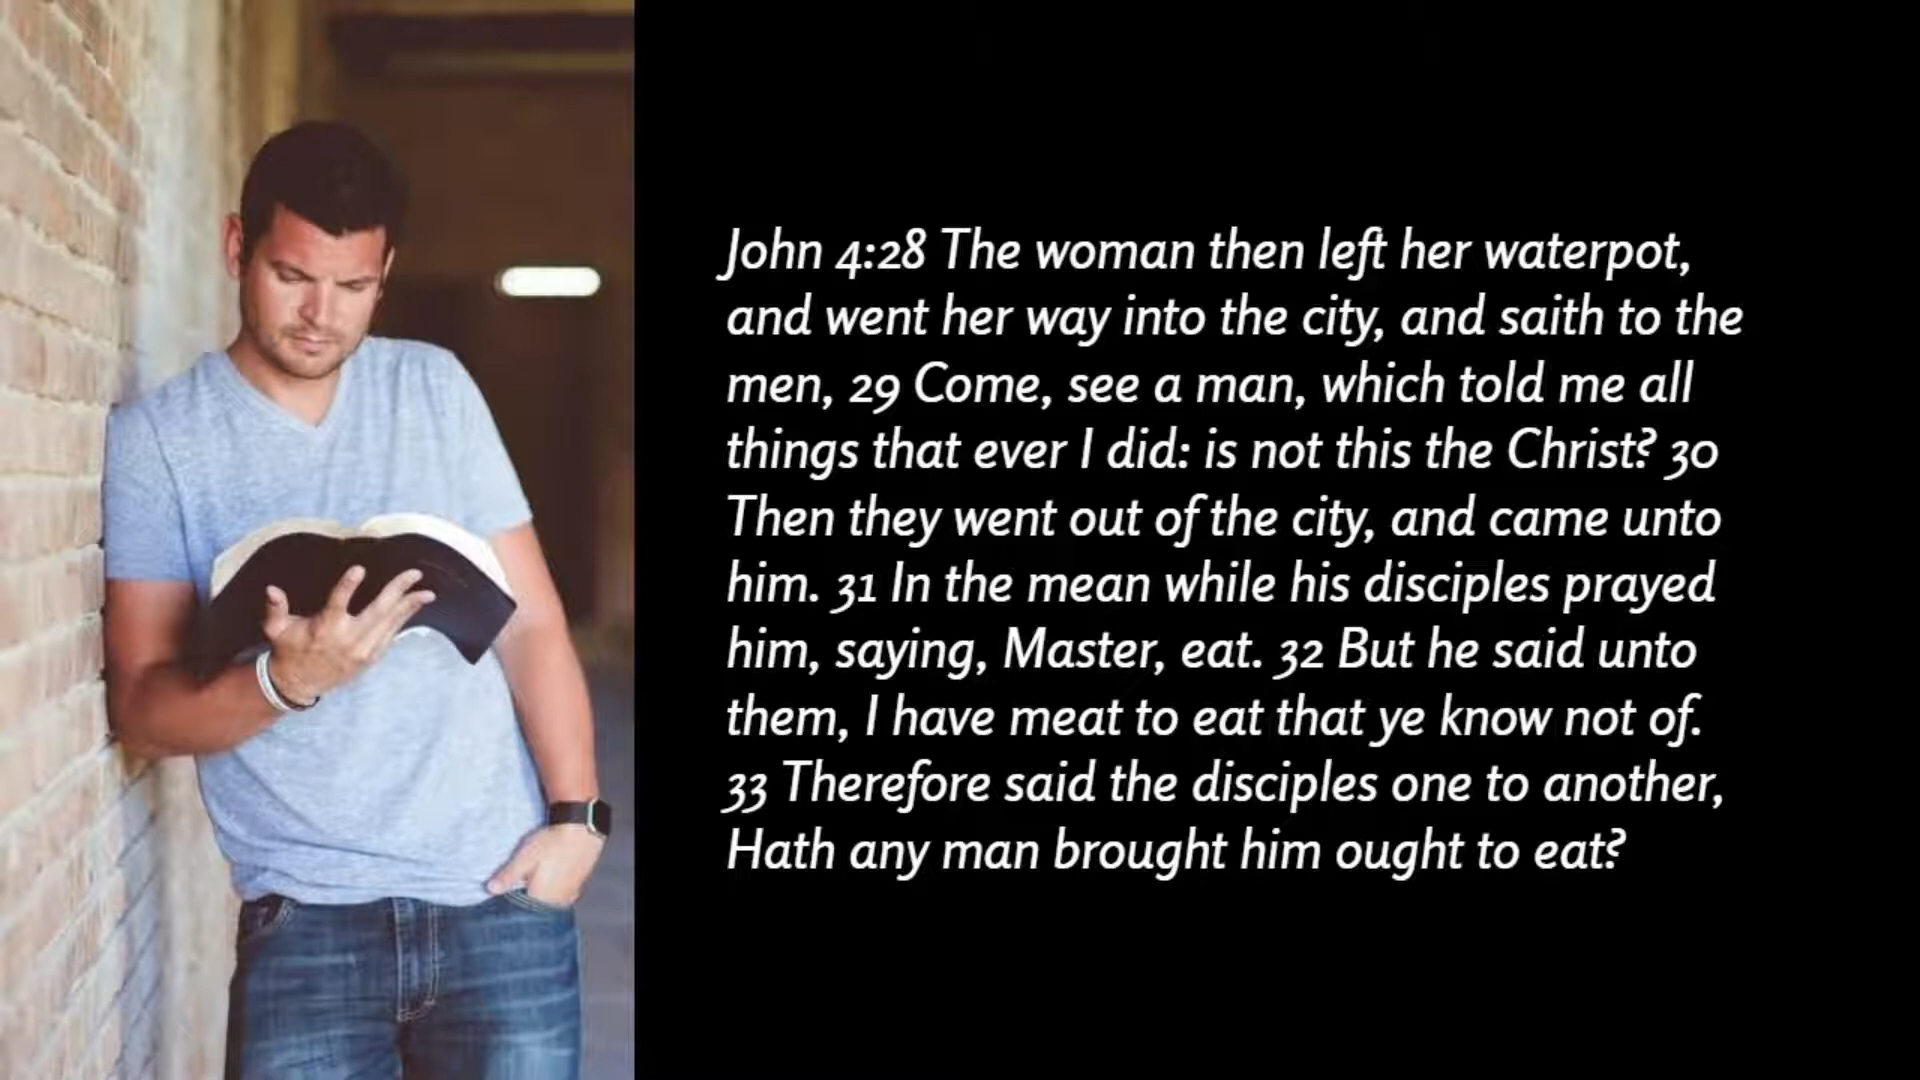 John 4:28 The woman then left her waterpot,
and went her way into the city, and saith to the
men, 29 Come, see a man, which told me all
things that ever I did: is not this the Christ? 30
Then they went out of the city, and came unto
him. 31 In the mean while his disciples prayed
him, saying, Master, eat. 32 But he said unto
them, I have meat to eat that ye know not of.
33 Therefore said the disciples one to another,
Hath any man brought him ought to eat?